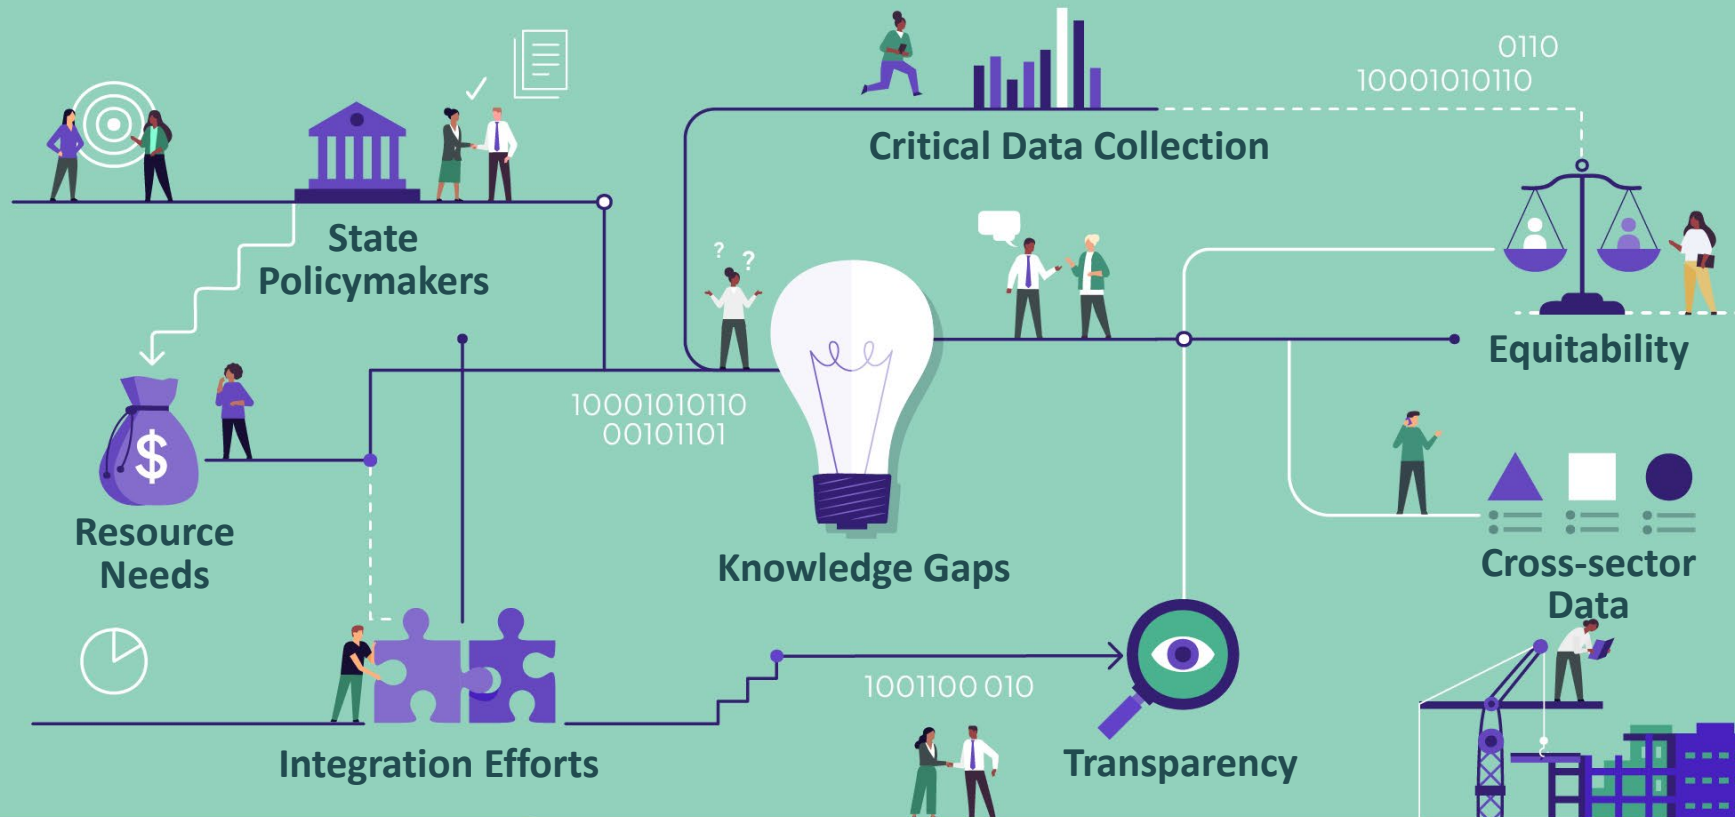 0110
10001010110
Critical Data Collection
State
Policymakers
? ?
Equitability
10001010110
00101101
$
Resource
Needs
Knowledge Gaps
Cross-sector
Data
1001100 010
Integration Efforts
Transparency